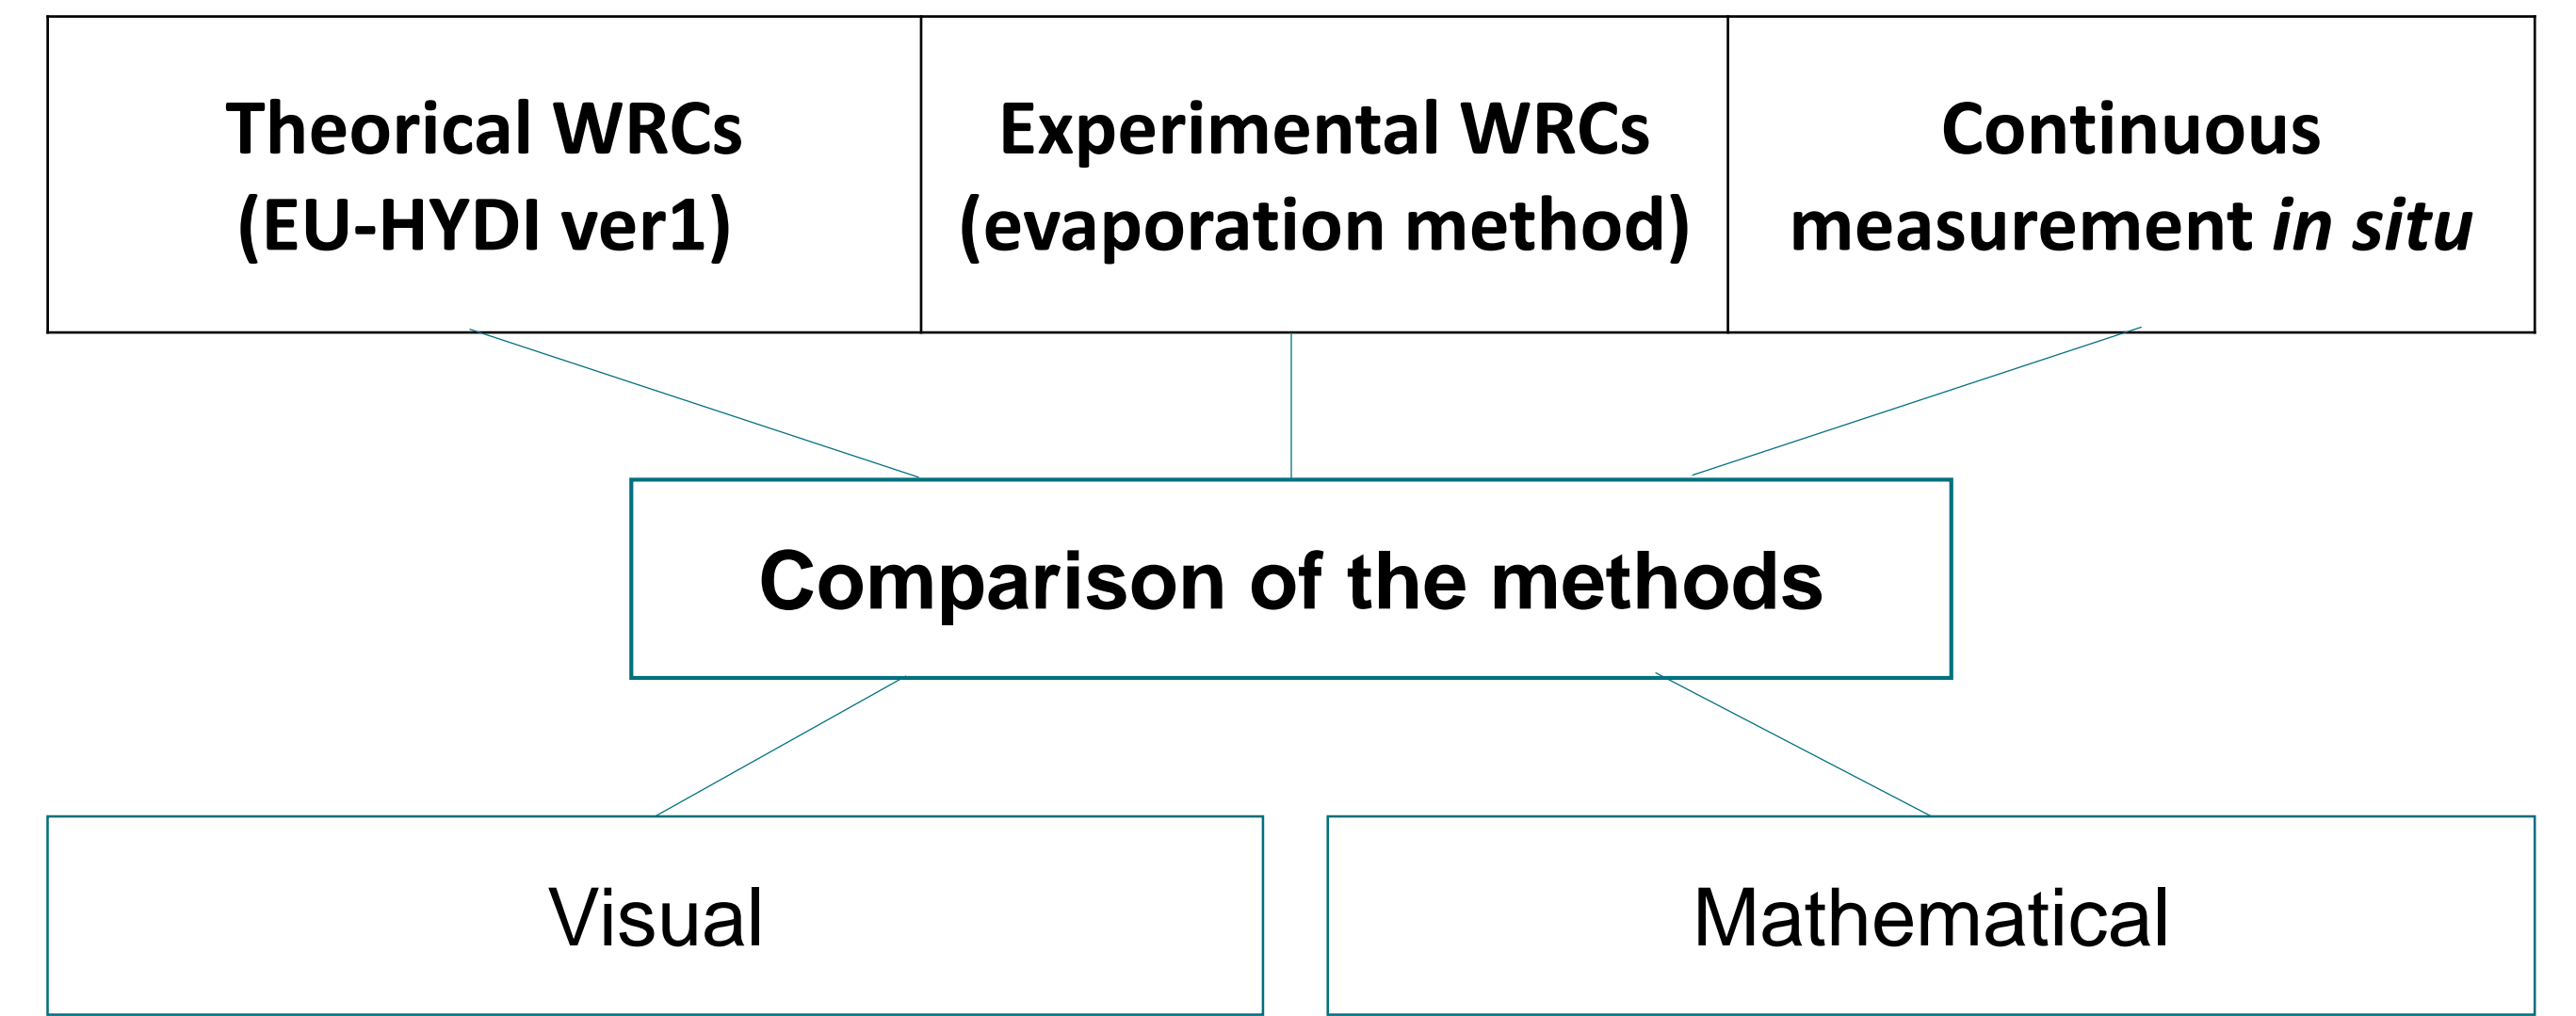 Theorical WRCs
(EU-HYDI ver1)
Experimental WRCs
(evaporation method)
Continuous
measurement in situ
Comparison of the methods
Visual
Mathematical